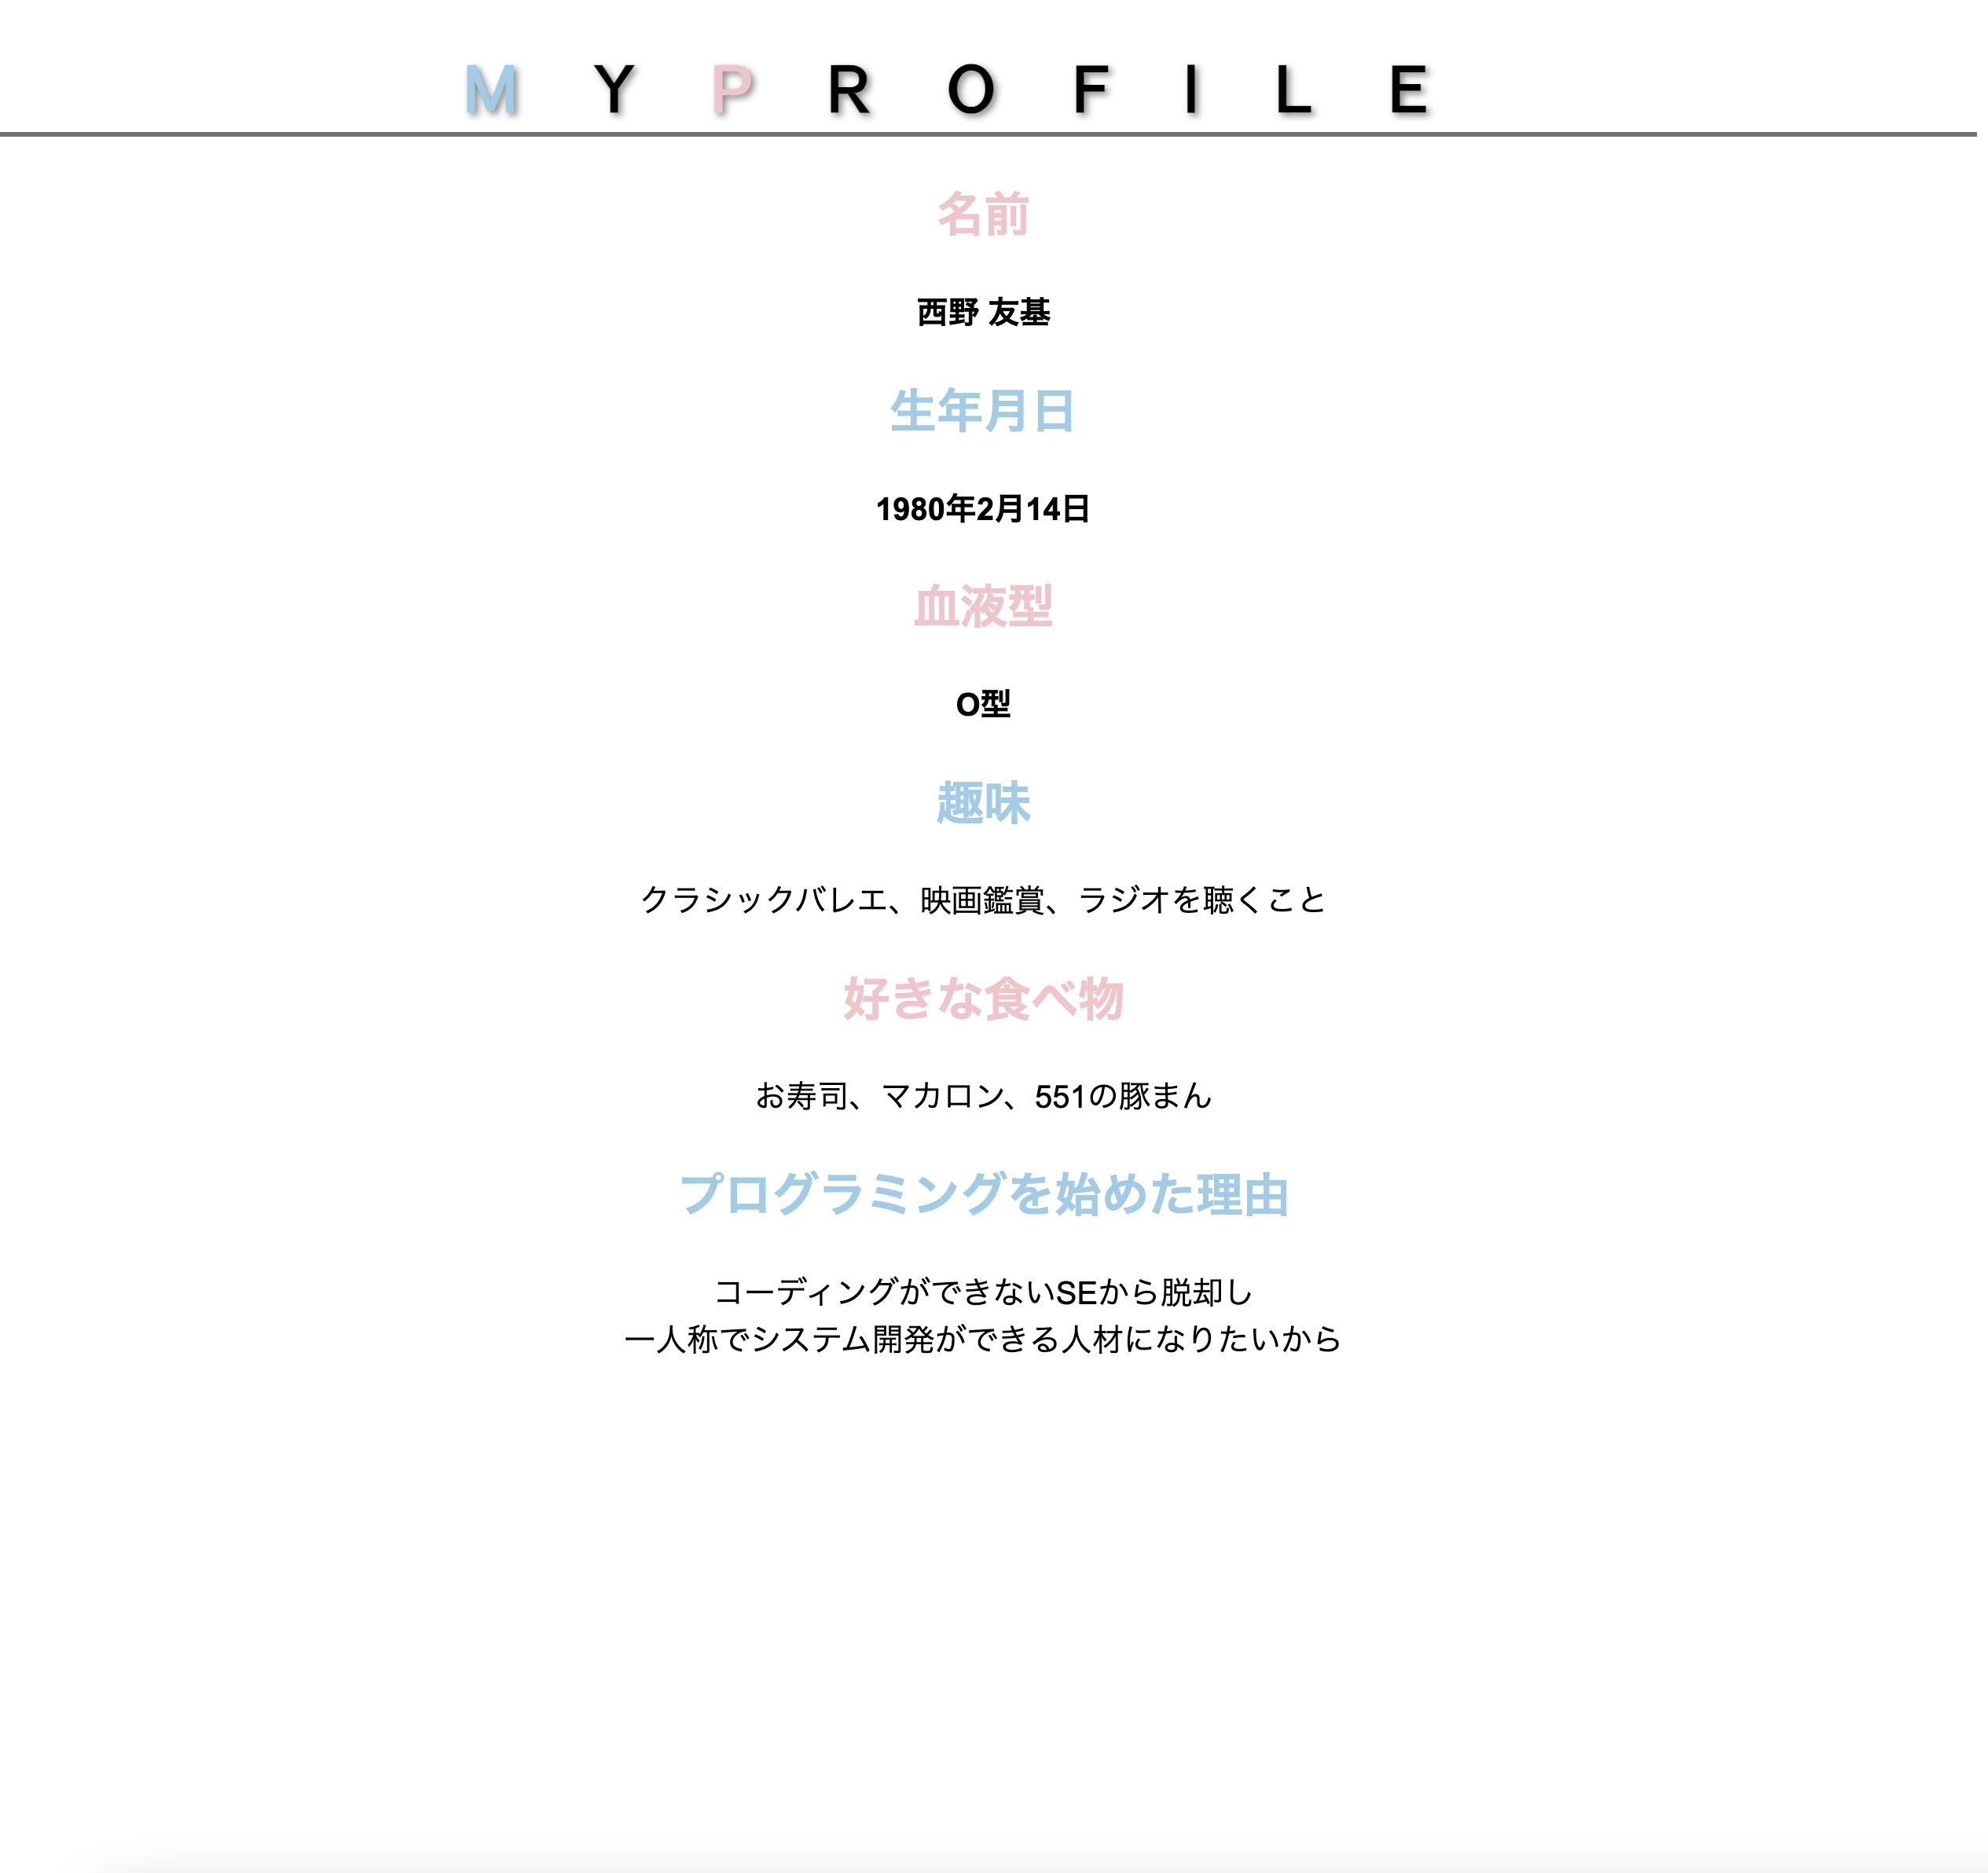 MY PROFILE
名前
西野 友基
生年月日
1980年2月14日
血液型
O型
趣味
クラシックバレエ、映画鑑賞、ラジオを聴くこと
好きな食べ物
お寿司、マカロン、551の豚まん
プログラミングを始めた理由
コーディングができないSEから脱却し
一人称でシステム開発ができる人材になりたいから